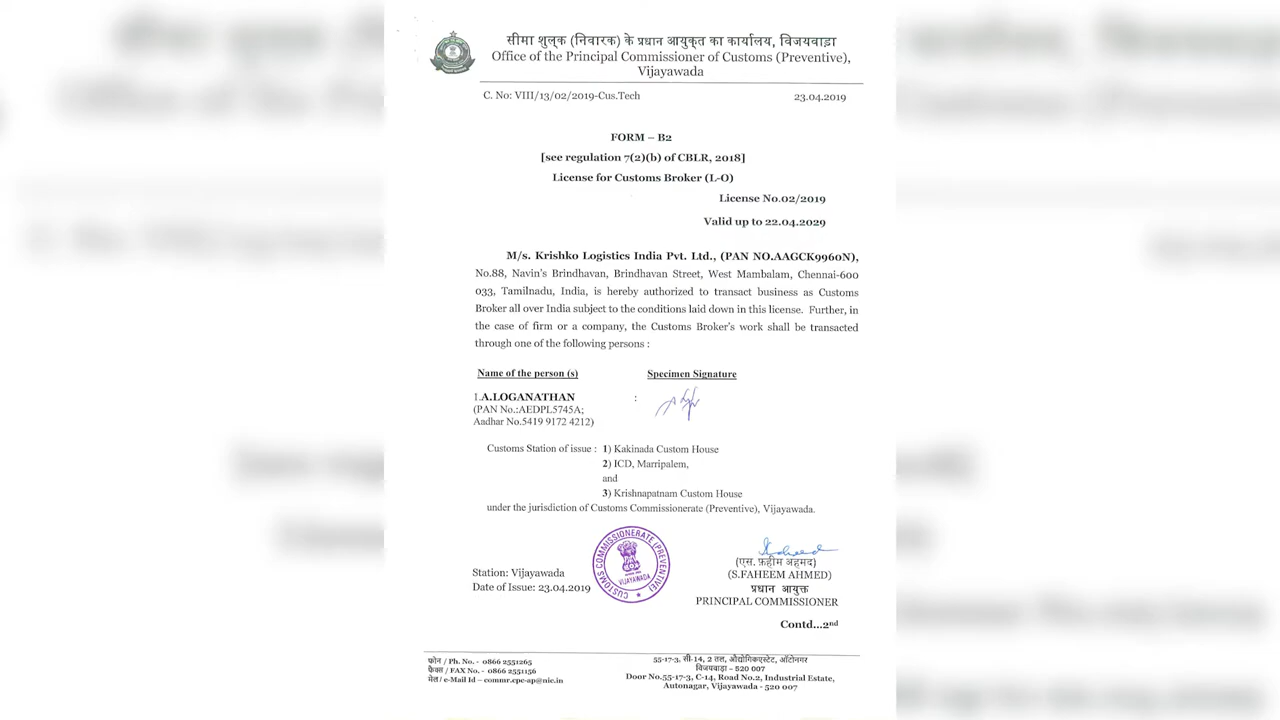 सीमा शुल्क (निवारक) के प्रधान आयुक्त का कार्यालय, विजयवाड़ा
Office of the Principal Commissioner of Customs (Preventive),
Vijayawada
C. No: VIII/13/02/2019-Cus.Tech
23.04.2019
FORM – B2
[see regulation 7(2)(b) of CBLR, 2018]
License for Customs Broker (L-O)
License No.02/2019
Valid up to 22.04.2029
M/s. Krishko Logistics India Pvt. Ltd., (PAN NO.AAGCK9960N),
No.88, Navin's Brindhavan, Brindhavan Street, West Mambalam, Chennai-600
033, Tamilnadu, India, is hereby authorized to transact business as Customs
Broker all over India subject to the conditions laid down in this license. Further, in
the case of firm or a company, the Customs Broker's work shall be transacted
through one of the following persons :
Name of the person (s)
Specimen Signature
1.A.LOGANATHAN :
(PAN No.:AEDPL5745A;
Aadhar No.5419 9172 4212)
Customs Station of issue : 1) Kakinada Custom House
2) ICD, Marripalem,
and
3) Krishnapatnam Custom House
under the jurisdiction of Customs Commissionerate (Preventive), Vijayawada.
CUSTOMS COMMISSIONERATE (PREVENTIVE)
VIJAYAWADA
(एस. फ़हीम अहमद)
Station: Vijayawada
(S.FAHEEM AHMED)
Date of Issue: 23.04.2019
प्रधान आयुक्त
PRINCIPAL COMMISSIONER
Contd...2nd
फोन / Ph. No. - 0866 2551265
फैक्स / FAX No. - 0866 2551156
मेल / e-Mail Id – commr.cpc-ap@nic.in
55-17-3, सी-14, 2 तल, औद्योगिकएस्टेट, ऑटोनगर
विजयवाड़ा – 520 007
Door No.55-17-3, C-14, Road No.2, Industrial Estate,
Autonagar, Vijayawada - 520 007